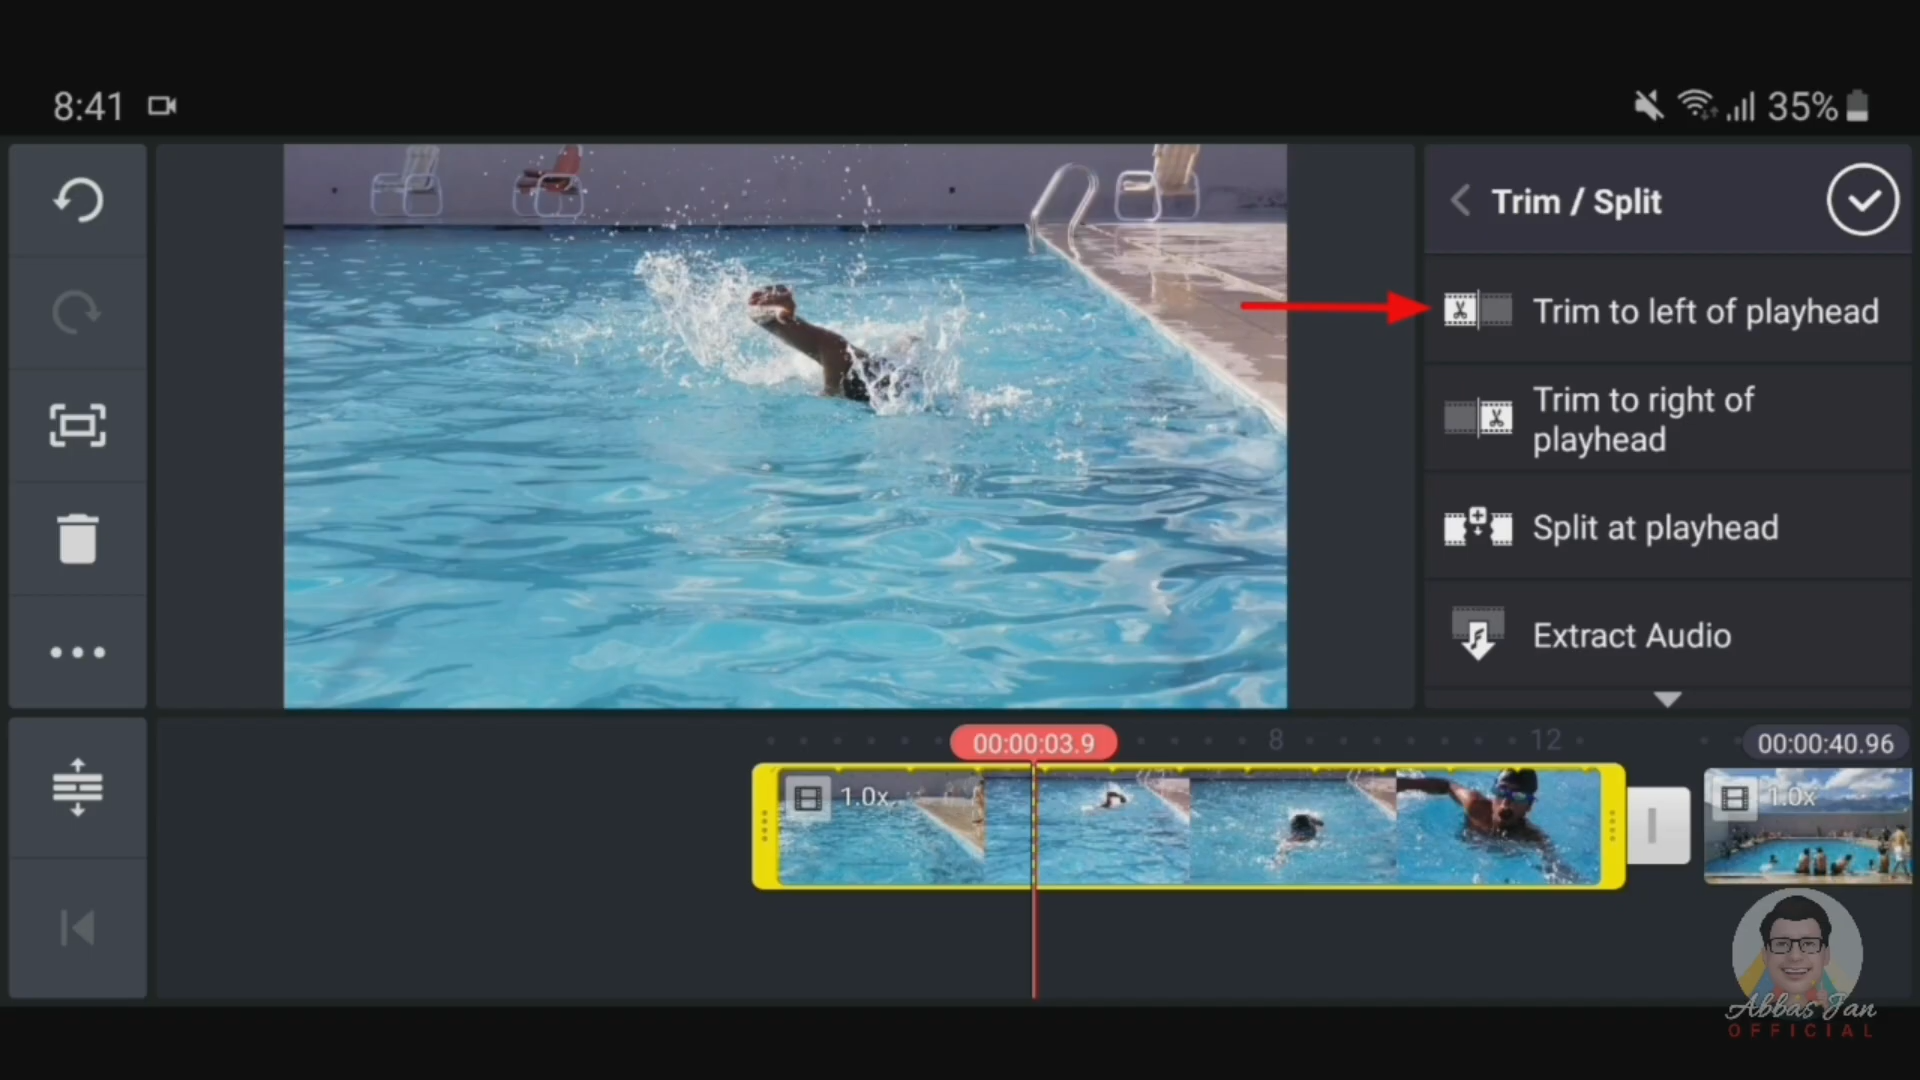 8:41
35%
Trim / Split
Trim to left of playhead
Trim to right of
playhead
Split at playhead
Extract Audio
00:00:03.9
8
12
00:00:40.96
1.0x
1.0x
Abbas Jan
OFFICIAL